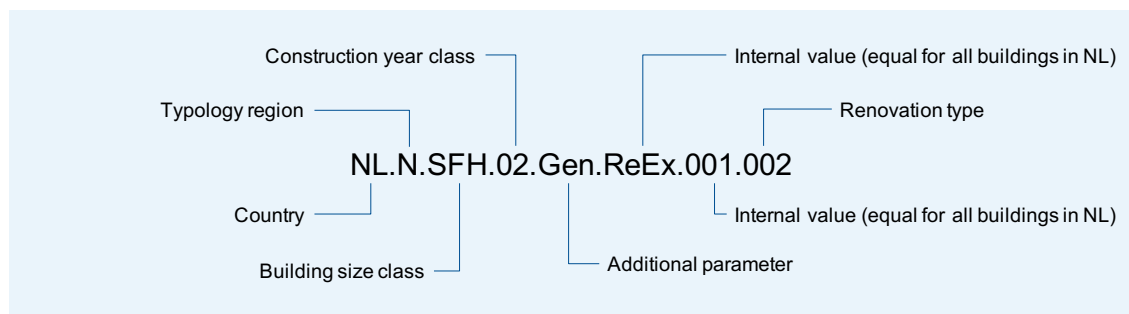 Construction year class
Internal value (equal for all buildings in NL)
Typology region
Renovation type
NL.N.SFH.02.Gen.ReEx.001.002
Country
Internal value (equal for all buildings in NL)
Building size class
Additional parameter